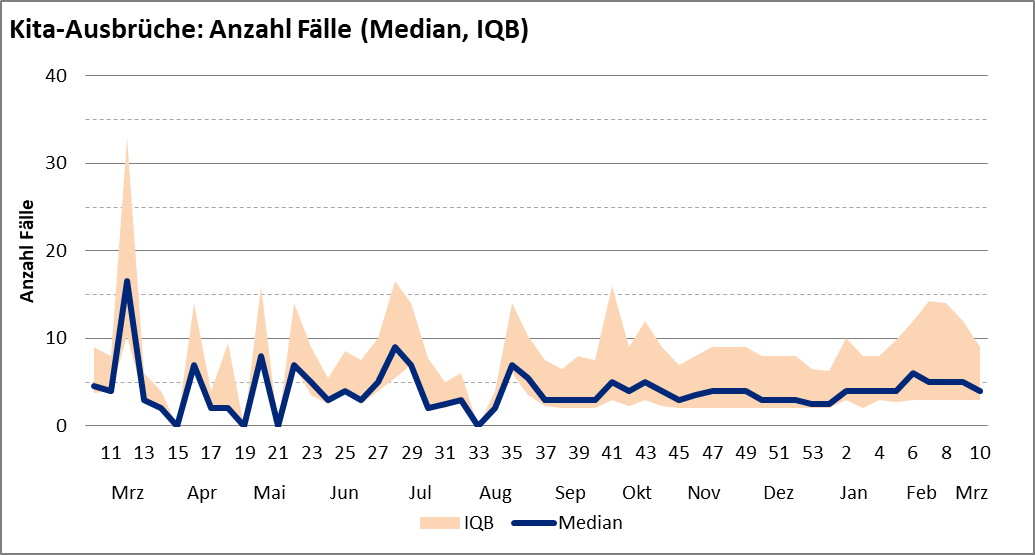 Kita-Ausbrüche: Anzahl Fälle (Median, IQB)
40
30
20
10
0
Anzahl Fälle
11 13 15 17 19 21 23 25 27 29 31 33 35 37 39 41 43 45 47 49 51 53 2 4 6 8 10
Mrz Apr Mai Jun Jul Aug Sep Okt Nov Dez Jan Feb Mrz
IQB Median